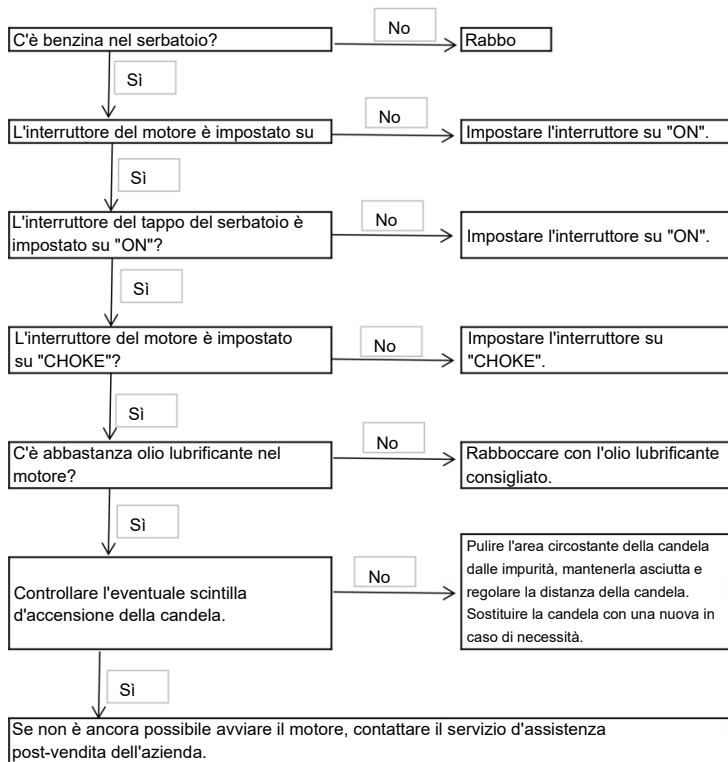 C'è benzina nel serbatoio?
No
Rabbo
Sì
L'interruttore del motore è impostato su
No
Impostare l'interruttore su "ON".
Sì
L'interruttore del tappo del serbatoio è
impostato su "ON"?
No
Impostare l'interruttore su "ON".
Sì
L'interruttore del motore è impostato
su "CHOKE"?
No
Impostare l'interruttore su
"CHOKE".
Sì
C'è abbastanza olio lubrificante nel
motore?
No
Rabboccare con l'olio lubrificante
consigliato.
Sì
Controllare l'eventuale scintilla
d'accensione della candela.
No
Pulire l'area circostante della candela
dalle impurità, mantenerla asciutta e
regolare la distanza della candela.
Sostituire la candela con una nuova in
caso di necessità.
Sì
Se non è ancora possibile avviare il motore, contattare il servizio d'assistenza
post-vendita dell'azienda.